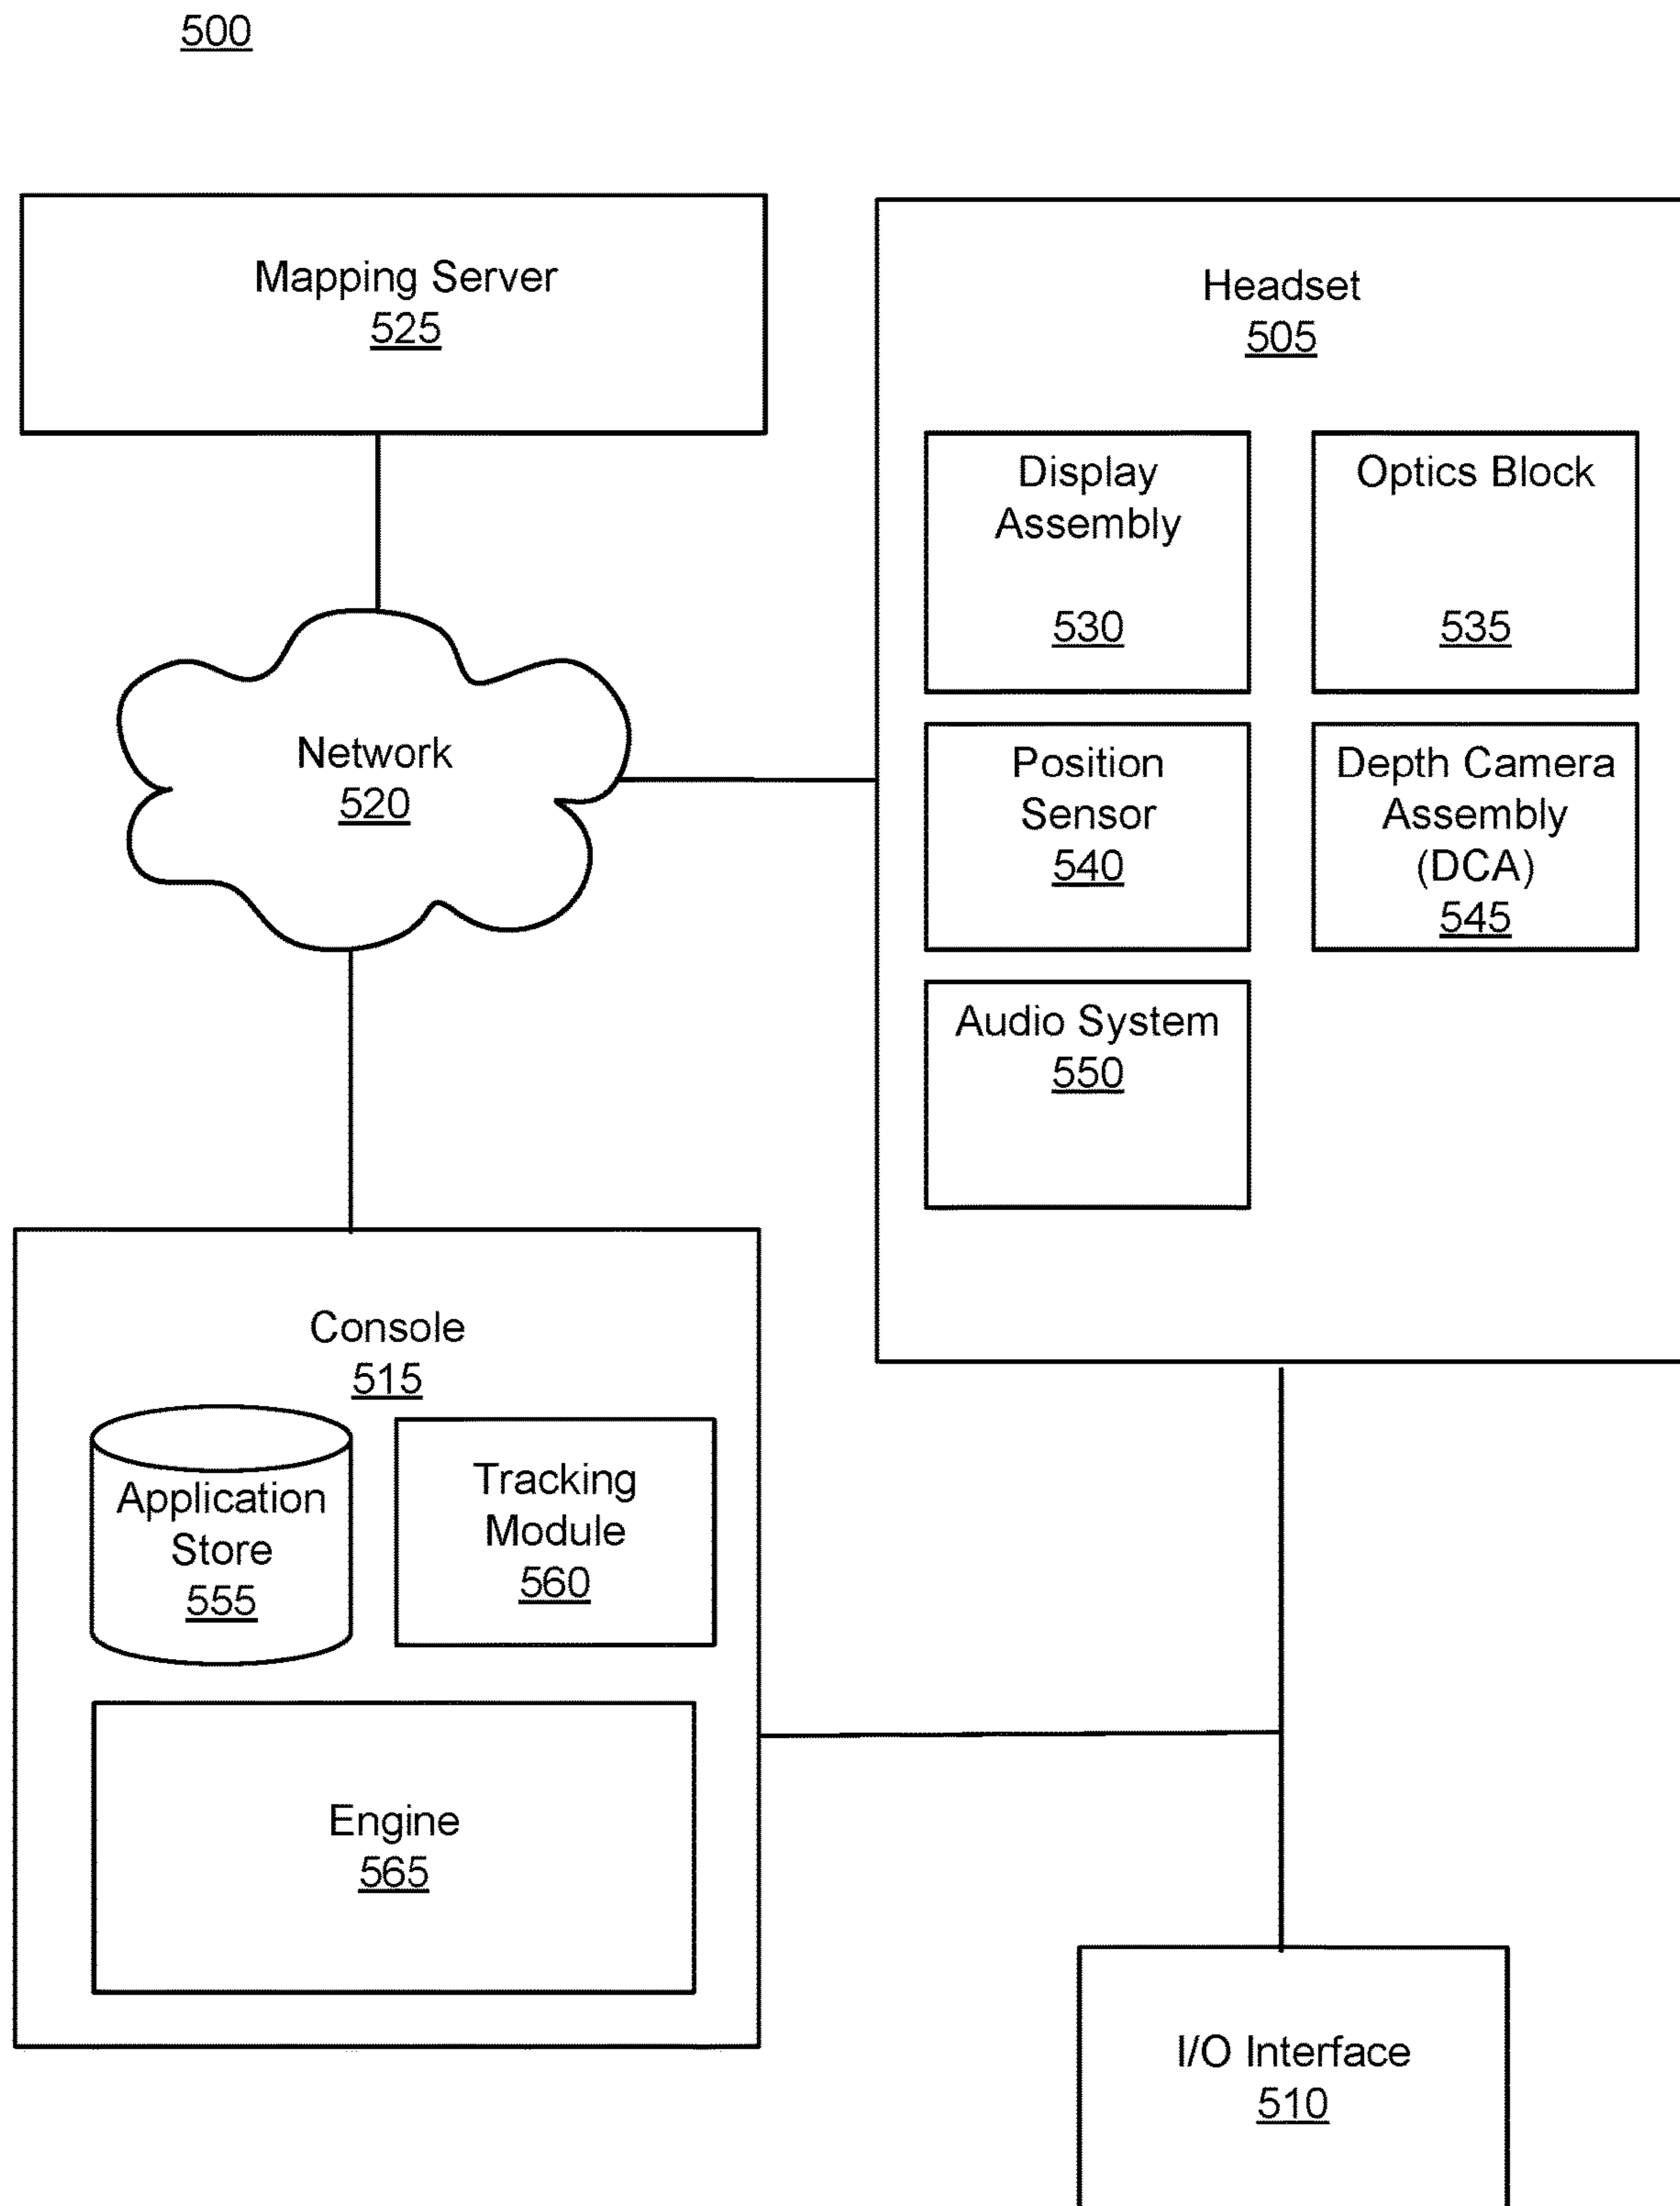 500
Mapping Server
525
Headset
505
Display
Assembly
530
Optics Block
535
Network
520
Position
Sensor
540
Depth Camera
Assembly
(DCA)
545
Audio System
550
Console
515
Application
Store
555
Tracking
Module
560
Engine
565
I/O Interface
510